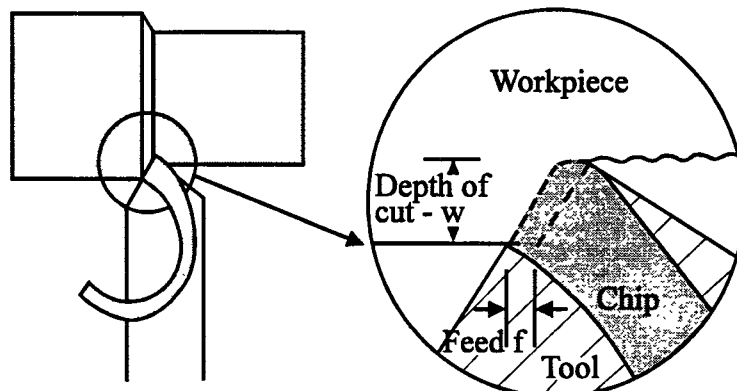 Workpiece
Depth of
cut - w
Chip
Feed f
Tool